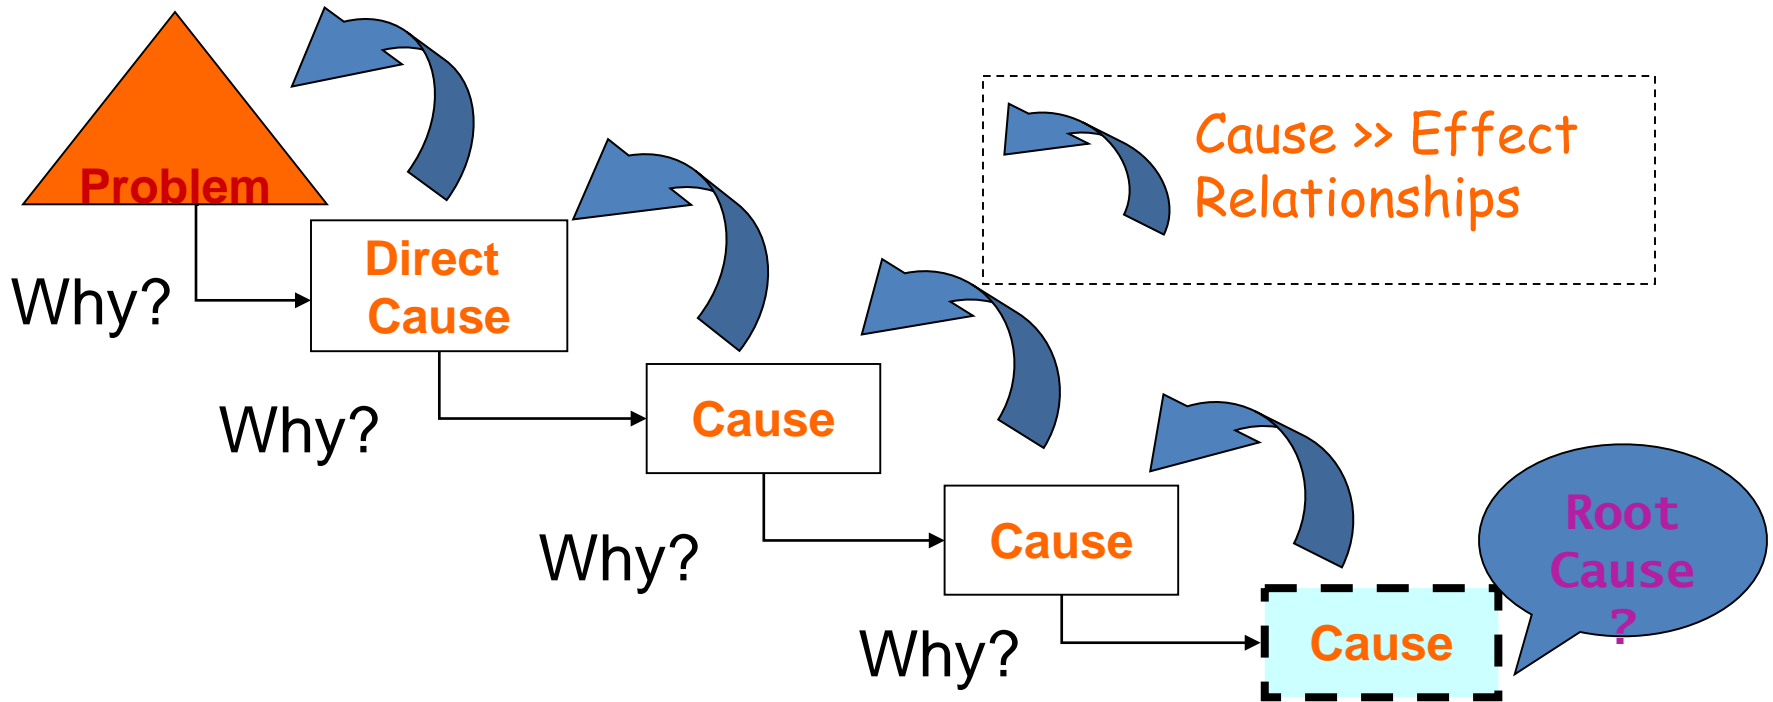 Problem
Cause >> Effect
Relationships
Why?
Direct
Cause
Why?
Cause
Why?
Cause
Why?
Cause
Root
Cause
?